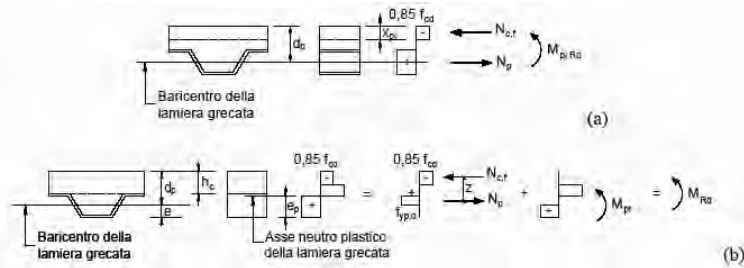 0,85 f_cd
d_p
x_pl
N_c,f
N_p
M_pl,Rd
Baricentro della
lamiera grecata
(a)
0,85 f_cd
0,85 f_cd
d_p
h_c
e
e_p
+
=
f_yp,d
z
N_c,f
N_p
+
M_pr
=
M_Rd
Baricentro della
lamiera grecata
Asse neutro plastico
della lamiera grecata
(b)